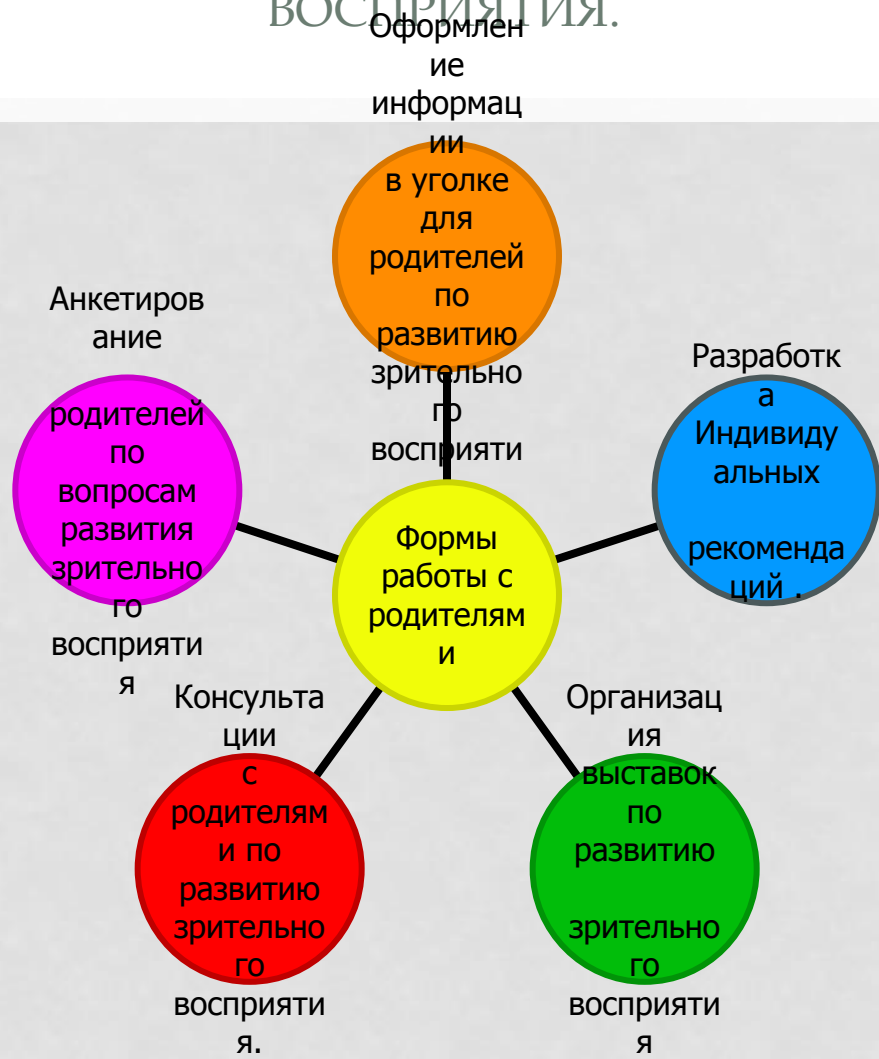 ВОСПРИЯТИЯ.
Оформлен
ие
информац
ии
в уголке
для
родителей
по
развитию
зрительно
го
восприяти
Анкетиров
ание
родителей
по
вопросам
развития
зрительно
го
восприяти
я
Разработк
а
Индивиду
альных
рекоменда
ций .
Формы
работы с
родителям
и
Консульта
ции
с
родителям
и по
развитию
зрительно
го
восприяти
я.
Организац
ия
выставок
по
развитию
зрительно
го
восприяти
я